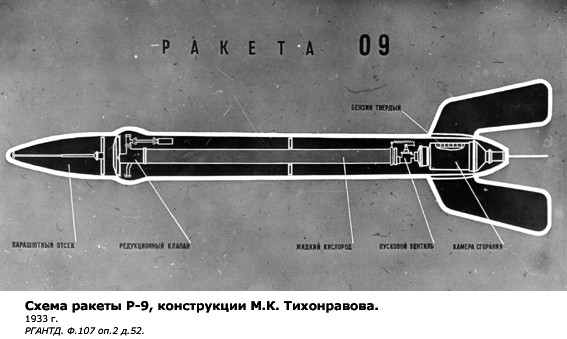 РАКЕТА 09
БЕНЗИН ТВЕРДЫЙ
ПАРАШЮТНЫЙ ОТСЕК
РЕДУКЦИОННЫЙ КЛАПАН
ЖИДКИЙ КИСЛОРОД
ПУСКОВОЙ ВЕНТИЛЬ
КАМЕРА СГОРАНИЯ
Схема ракеты Р-9, конструкции М.К. Тихонравова.
1933 г.
РГАНТД. Ф.107 оп.2 д.52.